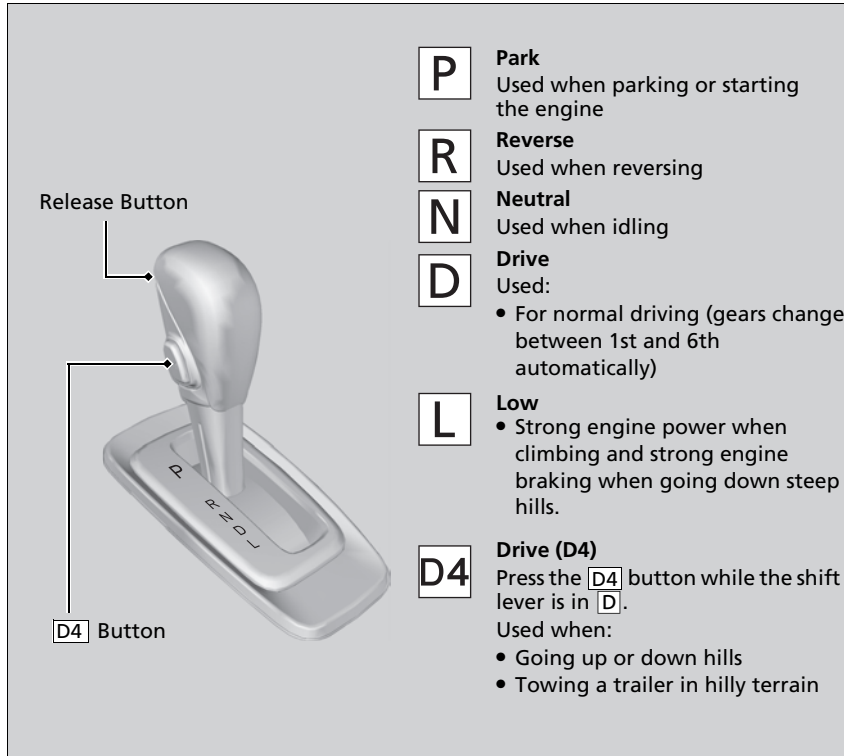 Release Button
D4 Button
P
R
N
D
L
P
Park
Used when parking or starting
the engine
R
Reverse
Used when reversing
N
Neutral
Used when idling
D
Drive
Used:
• For normal driving (gears change
between 1st and 6th
automatically)
L
Low
• Strong engine power when
climbing and strong engine
braking when going down steep
hills.
D4
Drive (D4)
Press the D4 button while the shift
lever is in D.
Used when:
• Going up or down hills
• Towing a trailer in hilly terrain